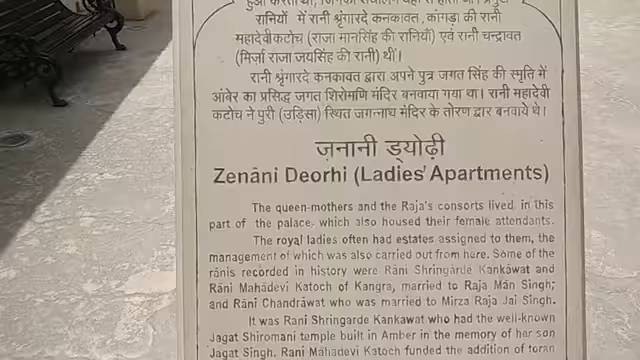 हुआ करता था, जिनका संचालन यहीं से होता था। प्रमुख
रानियों में रानी श्रृंगारदे कनकावत, कांगड़ा की रानी
महादेवीकटोच (राजा मानसिंह की रानियाँ) एवं रानी चन्द्रावत
(मिर्ज़ा राजा जयसिंह की रानी) थीं।
रानी श्रृंगारदे कनकावत द्वारा अपने पुत्र जगत सिंह की स्मृति में
आंबेर का प्रसिद्ध जगत शिरोमणि मंदिर बनवाया गया था। रानी महादेवी
कटोच ने पुरी (उड़िसा) स्थित जगन्नाथ मंदिर के तोरण द्वार बनवाये थे।
ज़नानी ड्योढ़ी
Zenāni Deorhi (Ladies' Apartments)
The queen-mothers and the Raja's consorts lived in this
part of the palace, which also housed their female attendants.
The royal ladies often had estates assigned to them, the
management of which was also carried out from here. Some of the
rānis recorded in history were Rāni Shringārde Kankāwat and
Rāni Mahādevi Katoch of Kangra, married to Raja Mān Singh;
and Rāni Chandrāwat who was married to Mirza Raja Jai Singh.
It was Rani Shringarde Kankawat who had the well-known
Jagat Shiromani temple built in Amber in the memory of her son
Jagat Singh. Rani Mahadevi Katoch funded the addition of toran